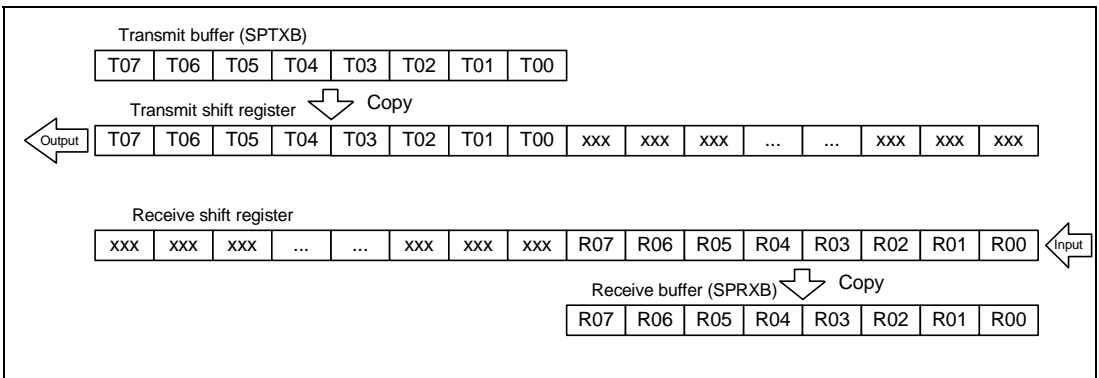 Transmit buffer (SPTXB)
T07 T06 T05 T04 T03 T02 T01 T00
Copy
Transmit shift register
Output T07 T06 T05 T04 T03 T02 T01 T00 xxx xxx xxx ... ... xxx xxx xxx
Receive shift register
xxx xxx xxx ... ... xxx xxx xxx R07 R06 R05 R04 R03 R02 R01 R00 Input
Copy
Receive buffer (SPRXB)
R07 R06 R05 R04 R03 R02 R01 R00